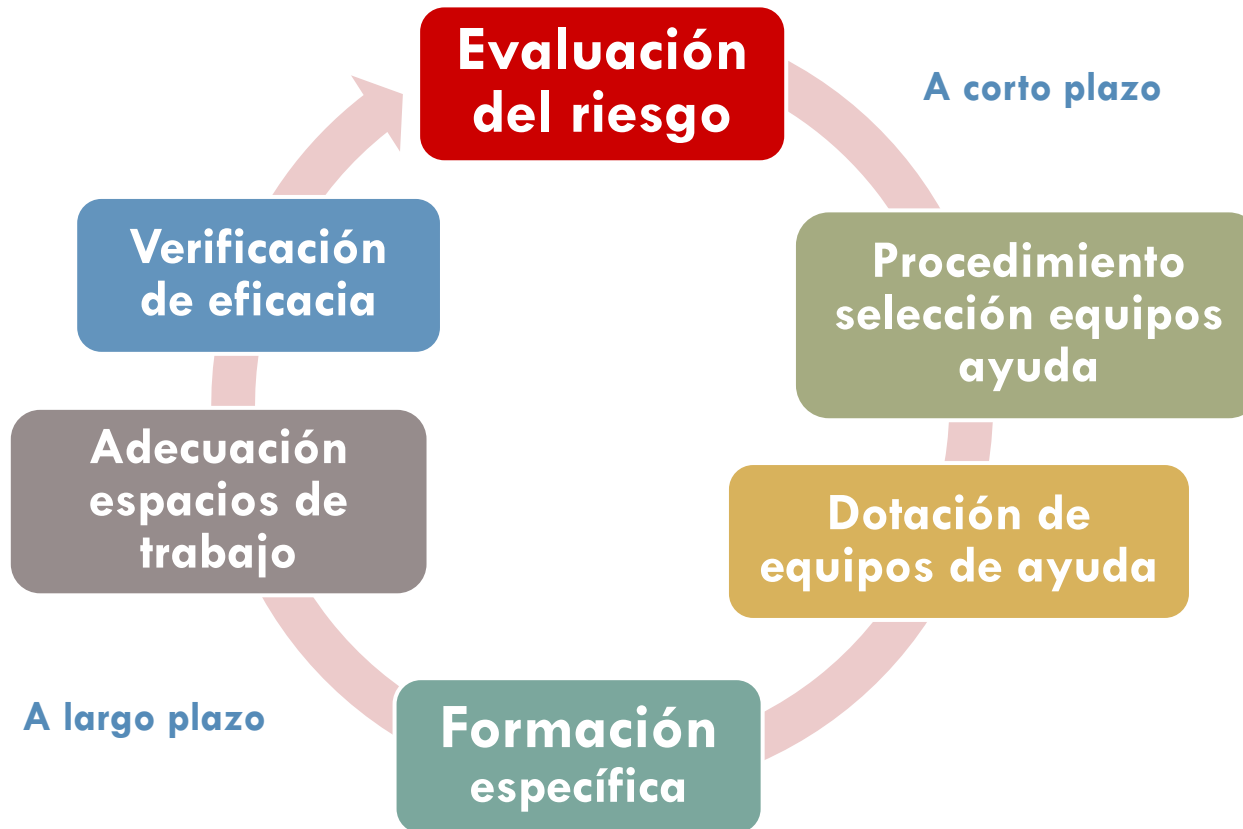 Evaluación
del riesgo
A corto plazo
Procedimiento
selección equipos
ayuda
Dotación de
equipos de ayuda
Formación
específica
A largo plazo
Adecuación
espacios de
trabajo
Verificación
de eficacia